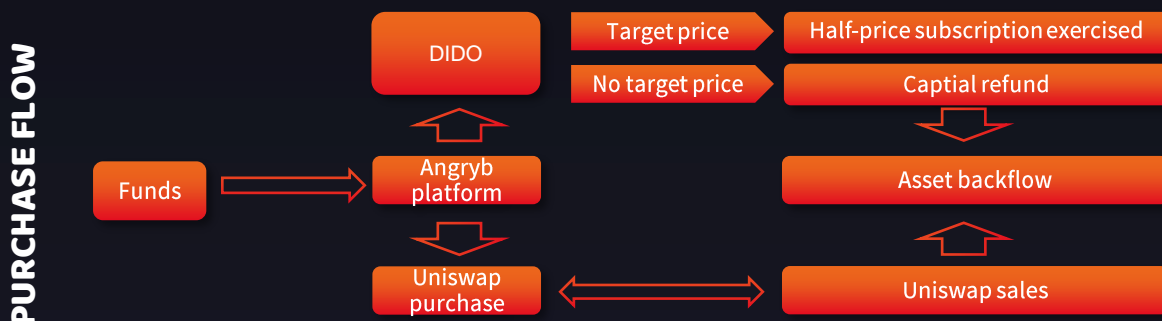 PURCHASE FLOW
DIDO
Target price
Half-price subscription exercised
No target price
Captial refund
Funds
Angryb
platform
Asset backflow
Uniswap
purchase
Uniswap sales